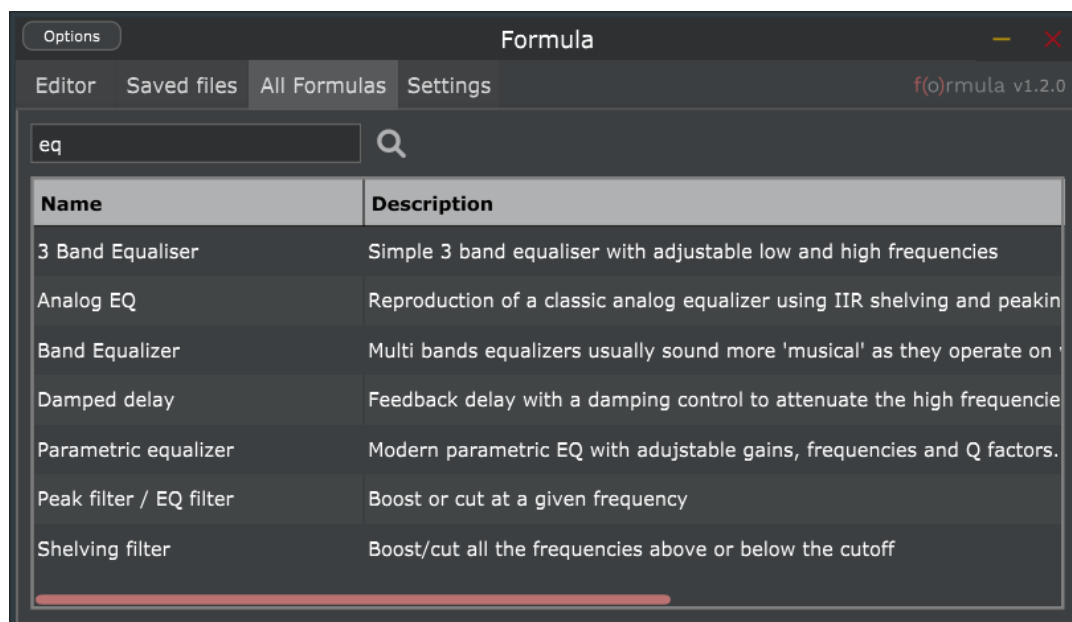 Options
Formula
Editor Saved files All Formulas Settings
f(o)rmula v1.2.0
eq
Name Description
3 Band Equaliser Simple 3 band equaliser with adjustable low and high frequencies
Analog EQ Reproduction of a classic analog equalizer using IIR shelving and peakin
Band Equalizer Multi bands equalizers usually sound more 'musical' as they operate on
Damped delay Feedback delay with a damping control to attenuate the high frequencie
Parametric equalizer Modern parametric EQ with adujstable gains, frequencies and Q factors.
Peak filter / EQ filter Boost or cut at a given frequency
Shelving filter Boost/cut all the frequencies above or below the cutoff